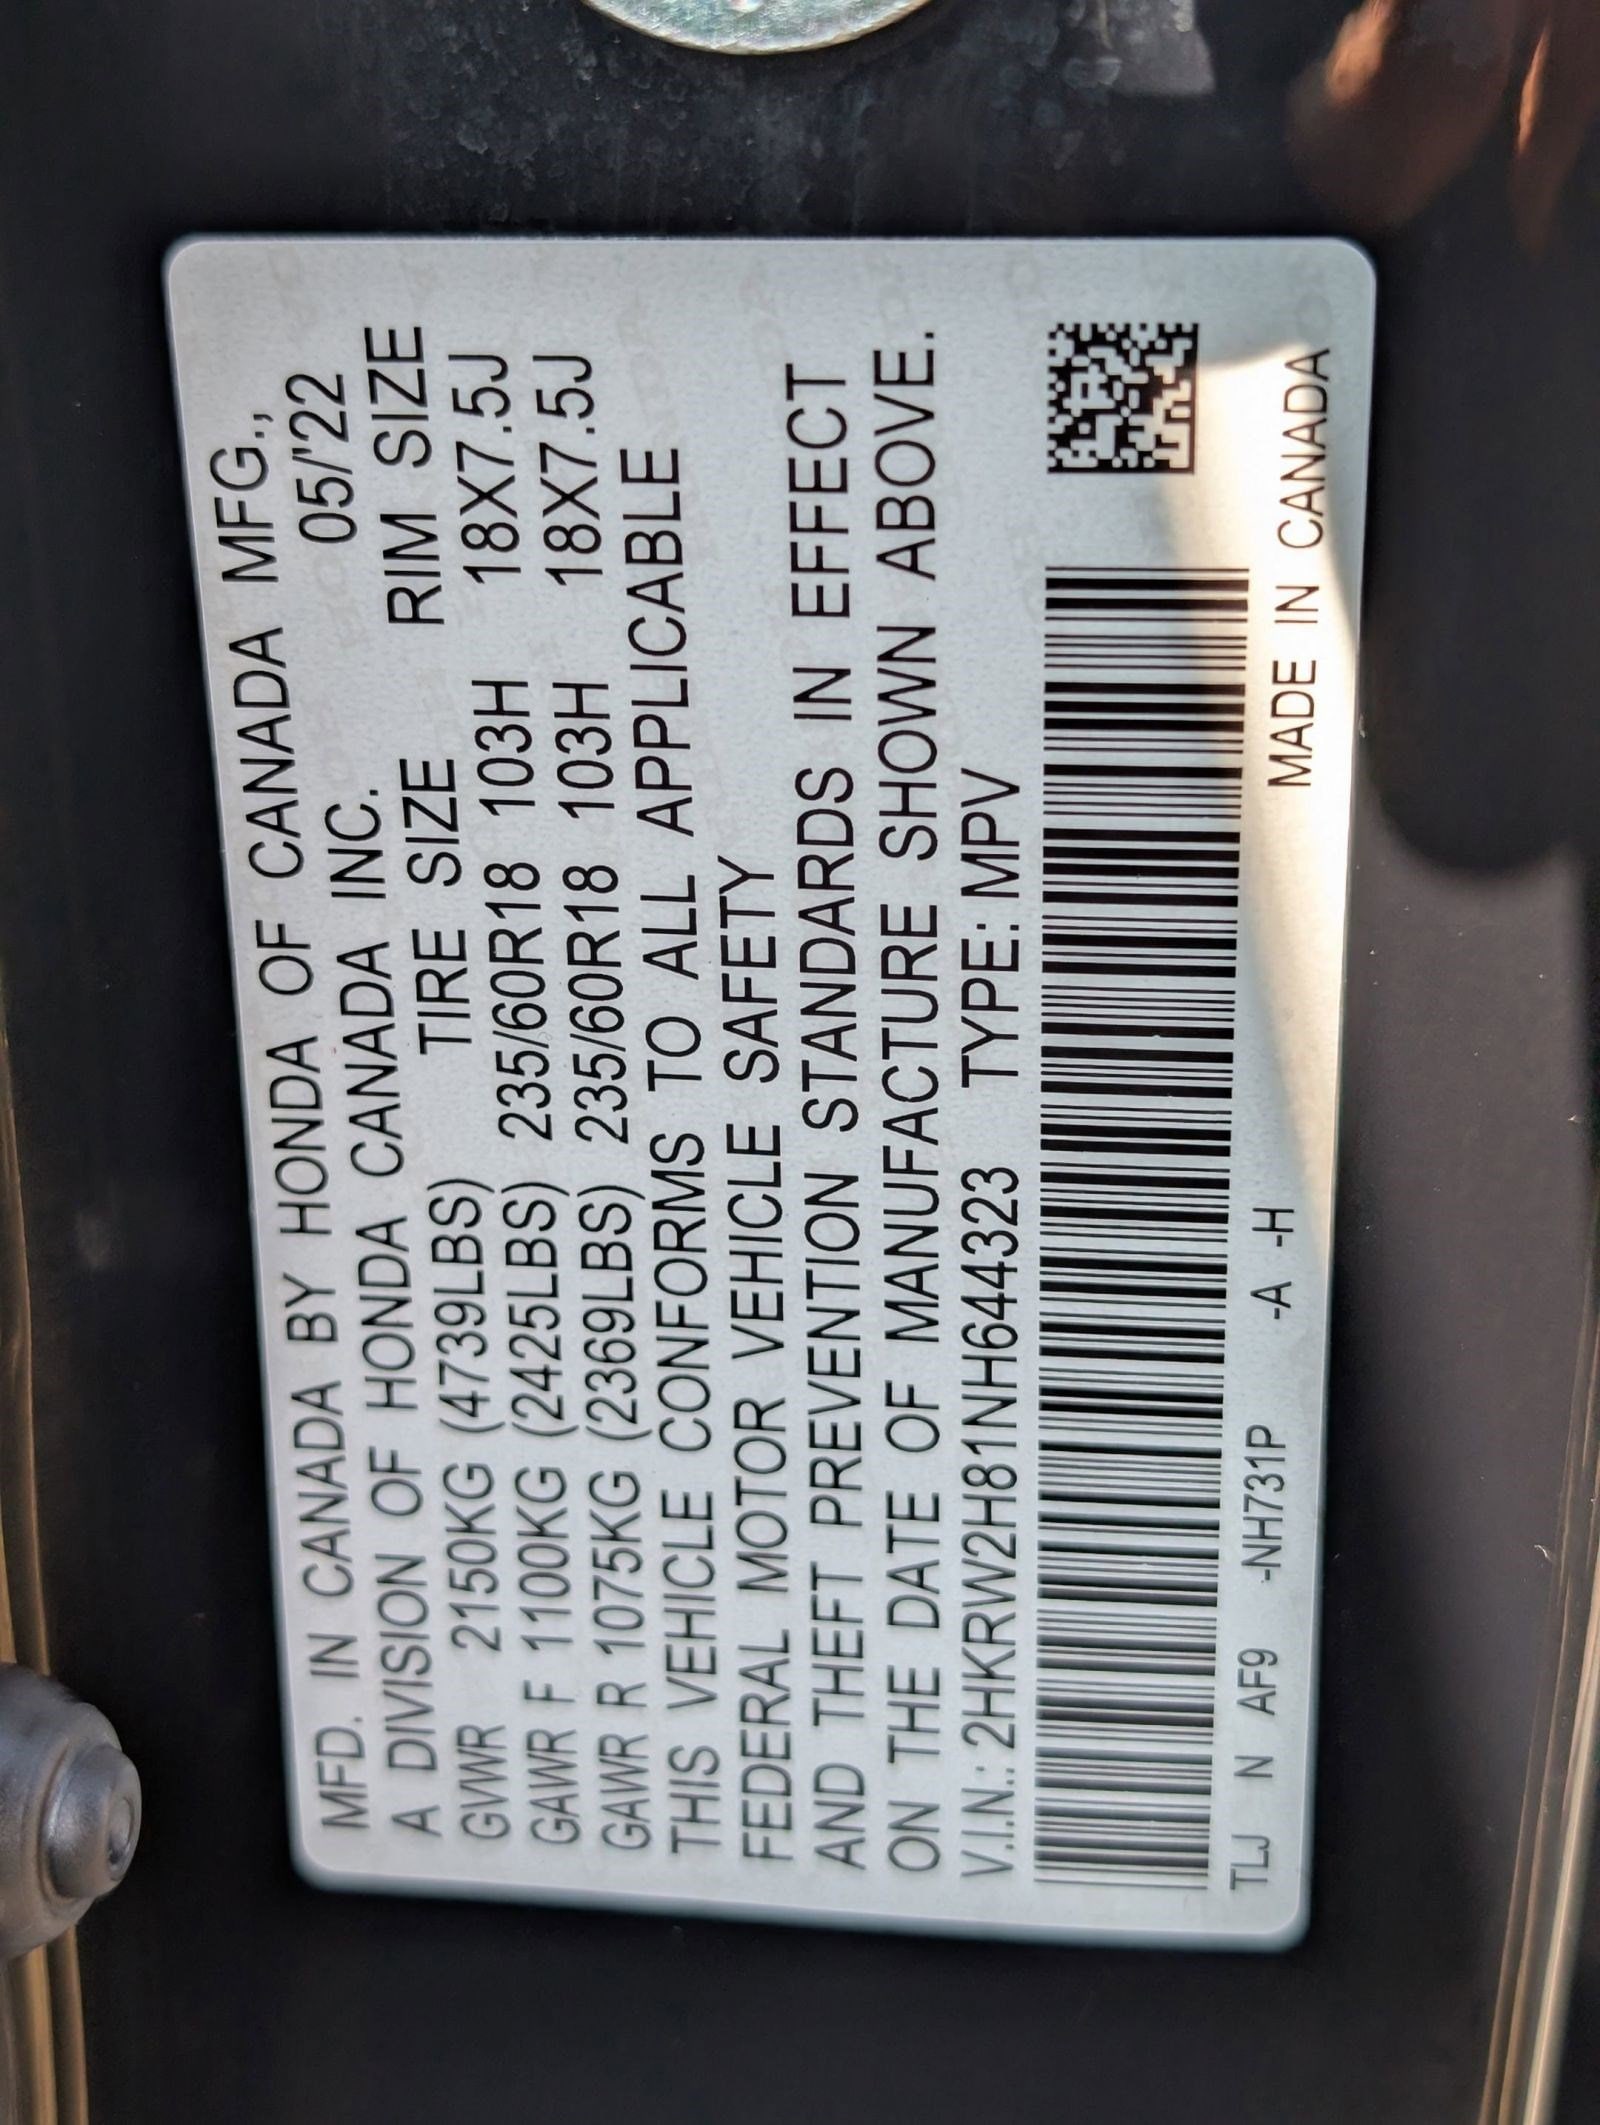 MFD. IN CANADA BY HONDA OF CANADA MFG.,
A DIVISION OF HONDA CANADA INC. 05/'22
GVWR 2150KG (4739LBS) TIRE SIZE RIM SIZE
GAWR F 1100KG (2425LBS) 235/60R18 103H 18X7.5J
GAWR R 1075KG (2369LBS) 235/60R18 103H 18X7.5J
THIS VEHICLE CONFORMS TO ALL APPLICABLE
FEDERAL MOTOR VEHICLE SAFETY
AND THEFT PREVENTION STANDARDS IN EFFECT
ON THE DATE OF MANUFACTURE SHOWN ABOVE.
V.I.N.: 2HKRW2H81NH644323 TYPE: MPV
TLJ N AF9 -NH731P -A -H MADE IN CANADA